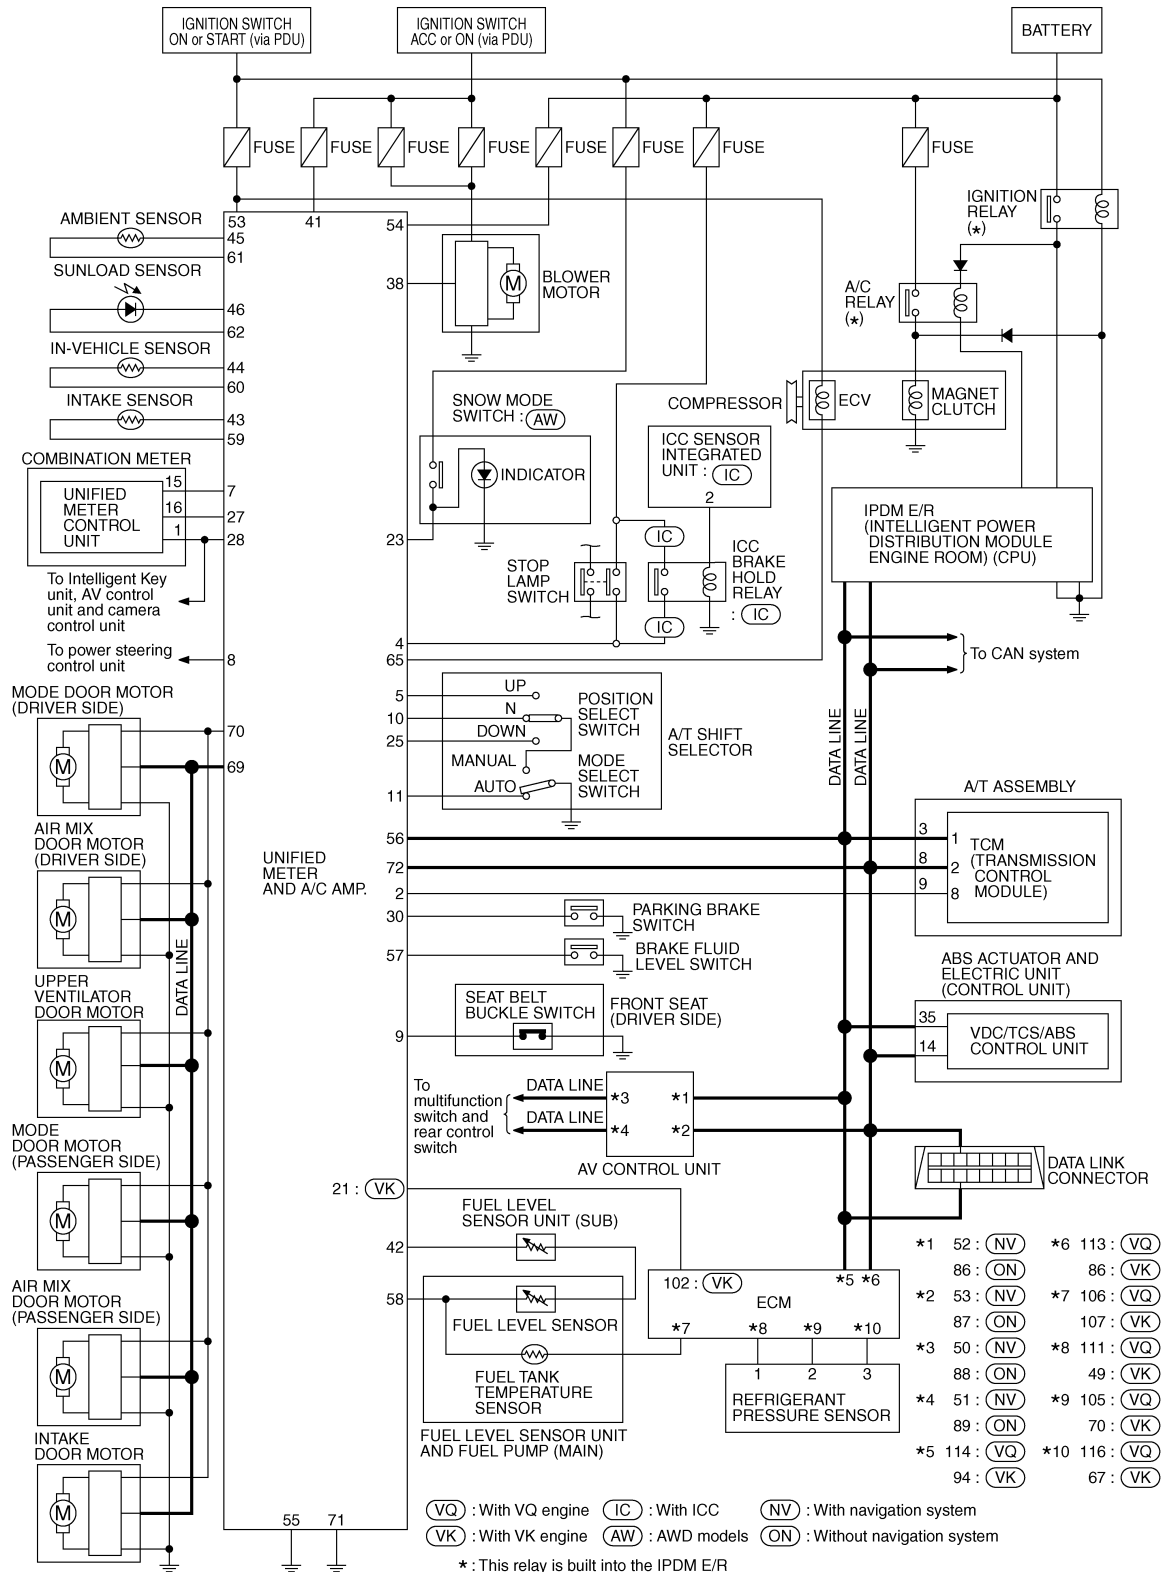 IGNITION SWITCH
ON or START (via PDU)
IGNITION SWITCH
ACC or ON (via PDU)
BATTERY
FUSE
FUSE
FUSE
FUSE
FUSE
FUSE
FUSE
FUSE
IGNITION
RELAY
(*)
AMBIENT SENSOR
53
41
54
45
61
SUNLOAD SENSOR
46
62
IN-VEHICLE SENSOR
44
60
INTAKE SENSOR
43
59
38
M
BLOWER
MOTOR
A/C
RELAY
(*)
SNOW MODE
SWITCH : AW
INDICATOR
COMPRESSOR
ECV
MAGNET
CLUTCH
ICC SENSOR
INTEGRATED
UNIT : IC
2
COMBINATION METER
UNIFIED
METER
CONTROL
UNIT
15
7
16
27
1
28
23
To Intelligent Key
unit, AV control
unit and camera
control unit
To power steering
control unit
8
STOP
LAMP
SWITCH
IC
IC
ICC
BRAKE
HOLD
RELAY
: IC
IPDM E/R
(INTELLIGENT POWER
DISTRIBUTION MODULE
ENGINE ROOM) (CPU)
To CAN system
4
65
5
UP
10
N
25
DOWN
MANUAL
11
AUTO
POSITION
SELECT
SWITCH
MODE
SELECT
SWITCH
A/T SHIFT
SELECTOR
DATA LINE
DATA LINE
MODE DOOR MOTOR
(DRIVER SIDE)
M
70
69
AIR MIX
DOOR MOTOR
(DRIVER SIDE)
M
DATA LINE
UPPER
VENTILATOR
DOOR MOTOR
M
MODE
DOOR MOTOR
(PASSENGER SIDE)
M
AIR MIX
DOOR MOTOR
(PASSENGER SIDE)
M
INTAKE
DOOR MOTOR
M
UNIFIED
METER
AND A/C AMP.
56
72
2
30
57
9
A/T ASSEMBLY
3
1
8
2
9
8
TCM
(TRANSMISSION
CONTROL
MODULE)
PARKING BRAKE
SWITCH
BRAKE FLUID
LEVEL SWITCH
SEAT BELT
BUCKLE SWITCH
FRONT SEAT
(DRIVER SIDE)
ABS ACTUATOR AND
ELECTRIC UNIT
(CONTROL UNIT)
35
14
VDC/TCS/ABS
CONTROL UNIT
To
multifunction
switch and
rear control
switch
DATA LINE
DATA LINE
*3
*1
*4
*2
AV CONTROL UNIT
DATA LINK
CONNECTOR
21 : VK
42
58
FUEL LEVEL
SENSOR UNIT (SUB)
FUEL LEVEL SENSOR
FUEL TANK
TEMPERATURE
SENSOR
FUEL LEVEL SENSOR UNIT
AND FUEL PUMP (MAIN)
102 : VK
*5
*6
ECM
*7
*8
*9
*10
1
2
3
REFRIGERANT
PRESSURE SENSOR
*1 52 : NV
*6 113 : VQ
86 : ON
86 : VK
*2 53 : NV
*7 106 : VQ
87 : ON
107 : VK
*3 50 : NV
*8 111 : VQ
88 : ON
49 : VK
*4 51 : NV
*9 105 : VQ
89 : ON
70 : VK
*5 114 : VQ
*10 116 : VQ
94 : VK
67 : VK
55
71
VQ : With VQ engine
IC : With ICC
NV : With navigation system
VK : With VK engine
AW : AWD models
ON : Without navigation system
* : This relay is built into the IPDM E/R